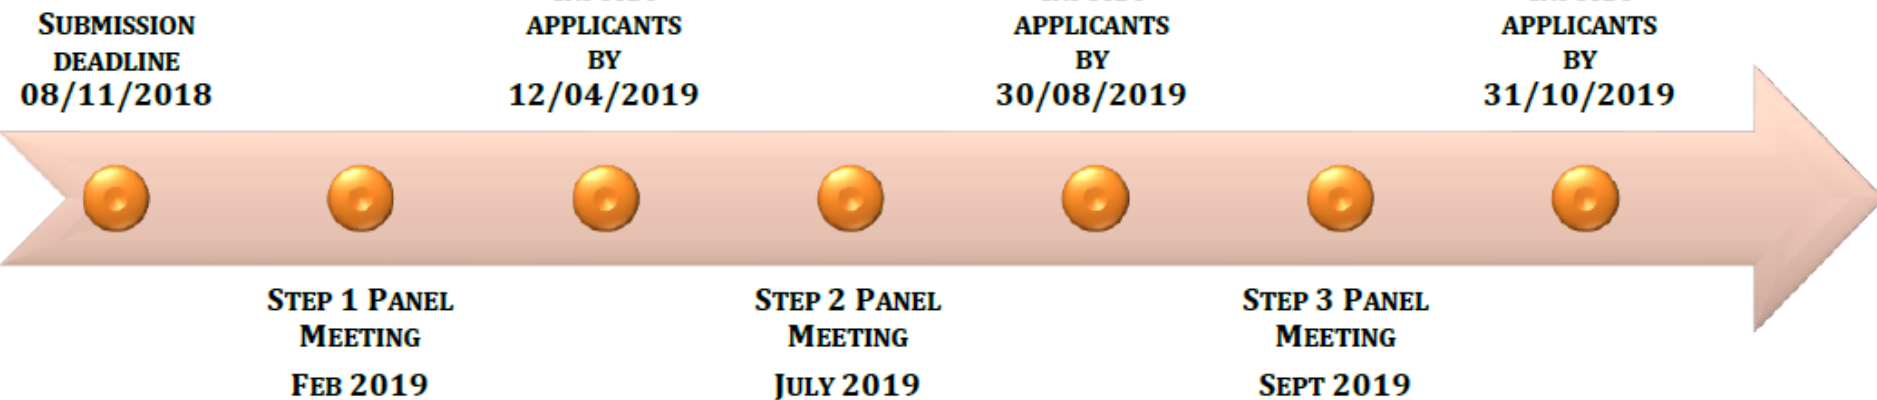 SUBMISSION
DEADLINE
08/11/2018
APPLICANTS
BY
12/04/2019
APPLICANTS
BY
30/08/2019
APPLICANTS
BY
31/10/2019
STEP 1 PANEL
MEETING
FEB 2019
STEP 2 PANEL
MEETING
JULY 2019
STEP 3 PANEL
MEETING
SEPT 2019